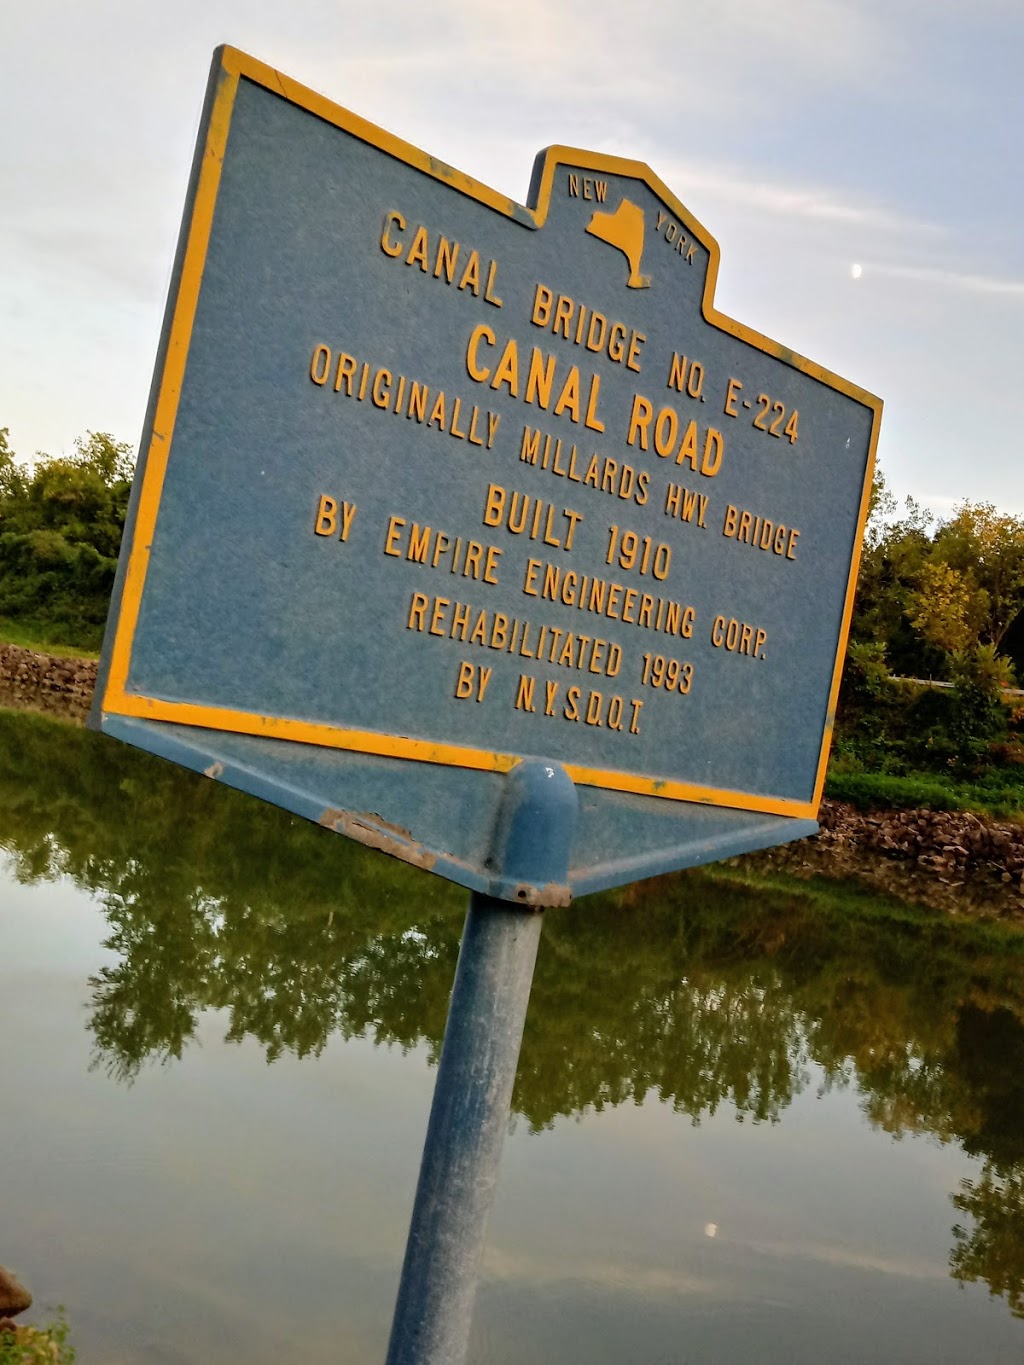 NEW YORK
CANAL BRIDGE NO. E-224
CANAL ROAD
ORIGINALLY MILLARDS HWY. BRIDGE
BUILT 1910
BY EMPIRE ENGINEERING CORP.
REHABILITATED 1993
BY N.Y.S.D.O.T.